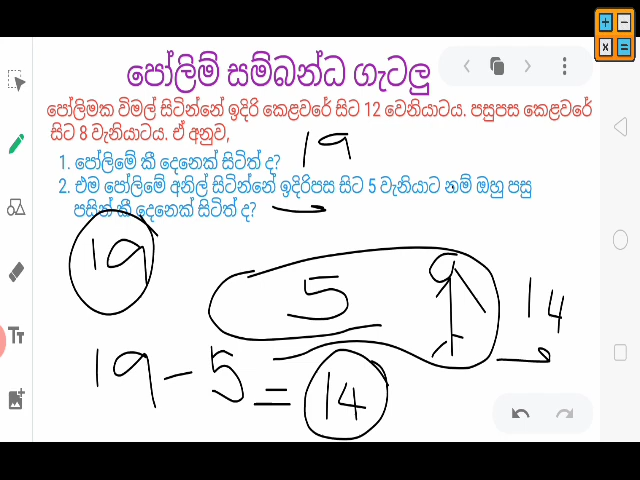 පෝලිම් සම්බන්ධ ගැටලු
පෝලිමක විමල් සිටින්නේ ඉදිරි කෙළවරේ සිට 12 වෙනියාටය. පසුපස කෙළවරේ
සිට 8 වැනියාටය. ඒ අනුව,
19
1. පෝලිමේ කී දෙනෙක් සිටිත් ද?
2. එම පෝලිමේ අනිල් සිටින්නේ ඉදිරිපස සිට 5 වැනියාට නම් ඔහු පසු
පසින් කී දෙනෙක් සිටිත් ද?
19
5
14
19 - 5 = 14